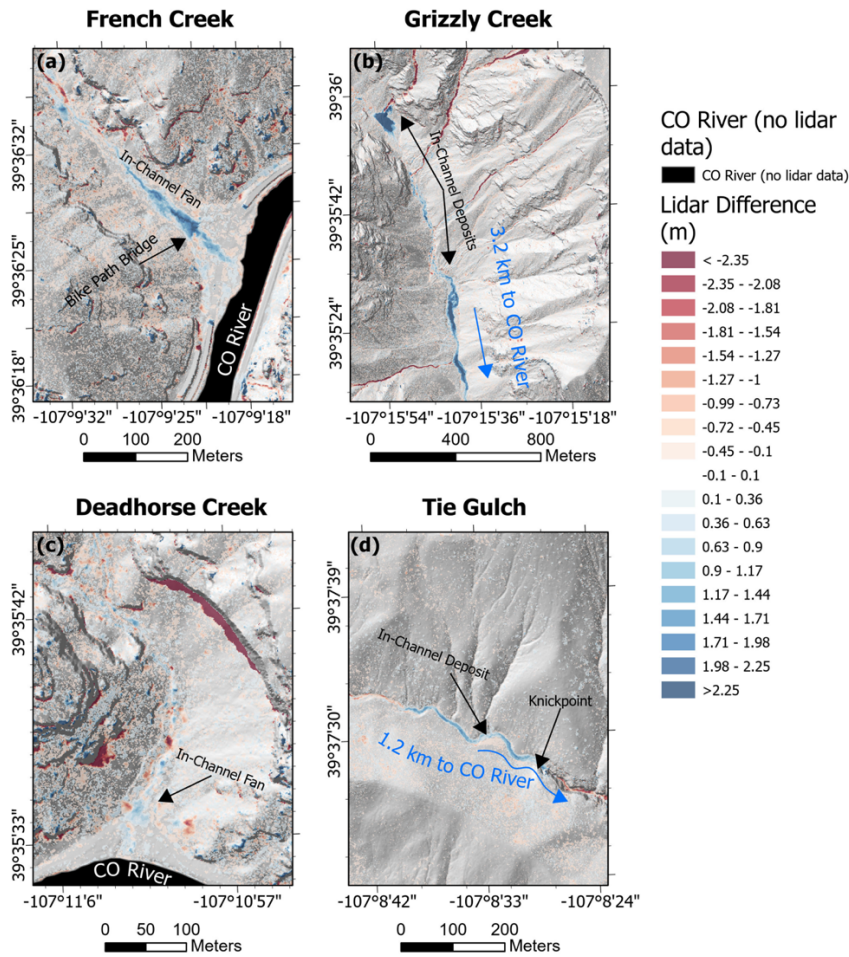 French Creek
Grizzly Creek
(a)
In-Channel Fan
Bike Path Bridge
CO River
39°36'32"
39°36'25"
39°36'18"
-107°9'32" -107°9'25" -107°9'18"
0 100 200
Meters
(b)
In-Channel Deposits
3.2 km to CO River
39°36'
39°35'42"
39°35'24"
-107°15'54" -107°15'36" -107°15'18"
0 400 800
Meters
CO River (no lidar
data)
CO River (no lidar data)
Lidar Difference
(m)
< -2.35
-2.35 - -2.08
-2.08 - -1.81
-1.81 - -1.54
-1.54 - -1.27
-1.27 - -1
-0.99 - -0.73
-0.72 - -0.45
-0.45 - -0.1
-0.1 - 0.1
0.1 - 0.36
0.36 - 0.63
0.63 - 0.9
0.9 - 1.17
1.17 - 1.44
1.44 - 1.71
1.71 - 1.98
1.98 - 2.25
>2.25
Deadhorse Creek
Tie Gulch
(c)
In-Channel Fan
CO River
39°35'42"
39°35'33"
-107°11'6" -107°10'57"
0 50 100
Meters
(d)
In-Channel Deposit
Knickpoint
1.2 km to CO River
39°37'39"
39°37'30"
-107°8'42" -107°8'33" -107°8'24"
0 100 200
Meters